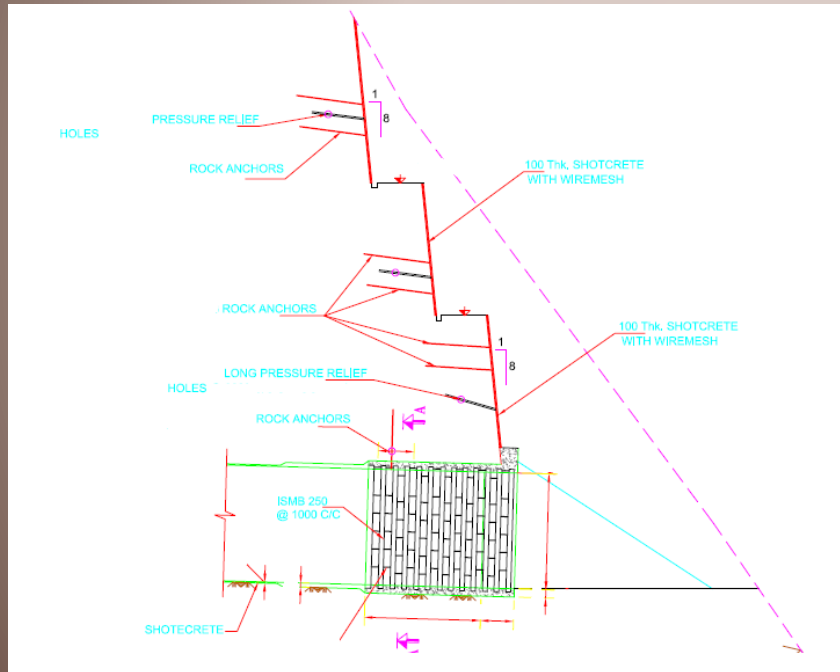 1
8
PRESSURE RELIEF
HOLES
ROCK ANCHORS
100 Thk. SHOTCRETE
WITH WIREMESH
ROCK ANCHORS
100 Thk. SHOTCRETE
WITH WIREMESH
1
8
LONG PRESSURE RELIEF
HOLES
ROCK ANCHORS
A
ISMB 250
@ 1000 C/C
SHOTECRETE